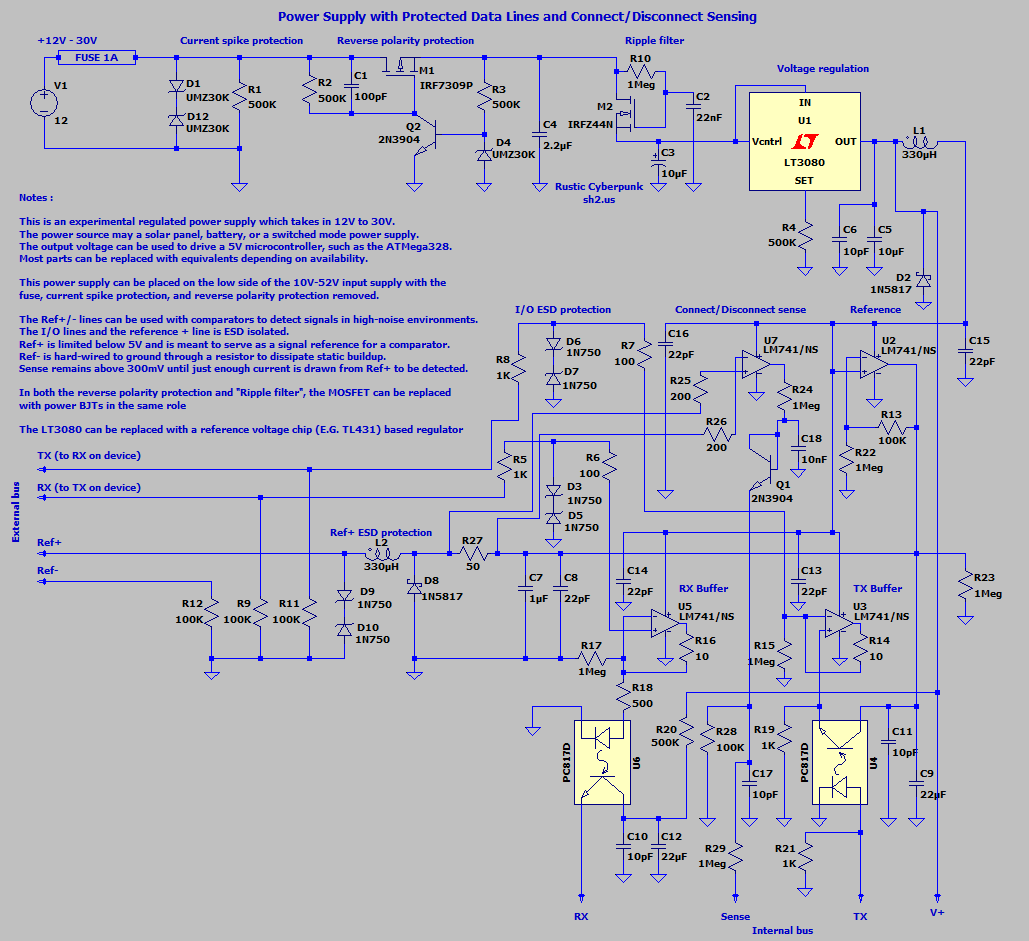 Power Supply with Protected Data Lines and Connect/Disconnect Sensing
+12V - 30V
Current spike protection
Reverse polarity protection
Ripple filter
Voltage regulation
FUSE 1A
V1
12
D1
UMZ30K
D12
UMZ30K
R1
500K
R2
500K
C1
100pF
M1
IRF7309P
Q2
2N3904
R3
500K
D4
UMZ30K
C4
2.2µF
R10
1Meg
M2
IRFZ44N
C2
22nF
C3
10µF
IN
U1
Vcntrl
OUT
LT3080
SET
L1
330µH
R4
500K
C6
10pF
C5
10µF
D2
1N5817
Rustic Cyberpunk
sh2.us
Notes :
This is an experimental regulated power supply which takes in 12V to 30V.
The power source may a solar panel, battery, or a switched mode power supply.
The output voltage can be used to drive a 5V microcontroller, such as the ATMega328.
Most parts can be replaced with equivalents depending on availability.
This power supply can be placed on the low side of the 10V-52V input supply with the
fuse, current spike protection, and reverse polarity protection removed.
The Ref+/- lines can be used with comparators to detect signals in high-noise environments.
The I/O lines and the reference + line is ESD isolated.
Ref+ is limited below 5V and is meant to serve as a signal reference for a comparator.
Ref- is hard-wired to ground through a resistor to dissipate static buildup.
Sense remains above 300mV until just enough current is drawn from Ref+ to be detected.
In both the reverse polarity protection and "Ripple filter", the MOSFET can be replaced
with power BJTs in the same role
The LT3080 can be replaced with a reference voltage chip (E.G. TL431) based regulator
I/O ESD protection
Connect/Disconnect sense
Reference
R8
1K
D6
1N750
D7
1N750
R7
100
C16
22pF
U7
LM741/NS
U2
LM741/NS
C15
22pF
R25
200
R24
1Meg
R26
200
R13
100K
C18
10nF
R22
1Meg
Q1
2N3904
TX (to RX on device)
RX (to TX on device)
External bus
Ref+
Ref-
R5
1K
R6
100
D3
1N750
D5
1N750
Ref+ ESD protection
L2
330µH
R27
50
D8
1N5817
D9
1N750
D10
1N750
R12
100K
R9
100K
R11
100K
C7
1µF
C8
22pF
C14
22pF
RX Buffer
U5
LM741/NS
R16
10
R17
1Meg
R18
500
C13
22pF
TX Buffer
U3
LM741/NS
R15
1Meg
R14
10
R23
1Meg
PC817D
U6
R20
500K
R28
100K
R19
1K
PC817D
U4
C11
10pF
C9
22µF
C17
10pF
C10
10pF
C12
22µF
R29
1Meg
R21
1K
RX
Sense
TX
V+
Internal bus